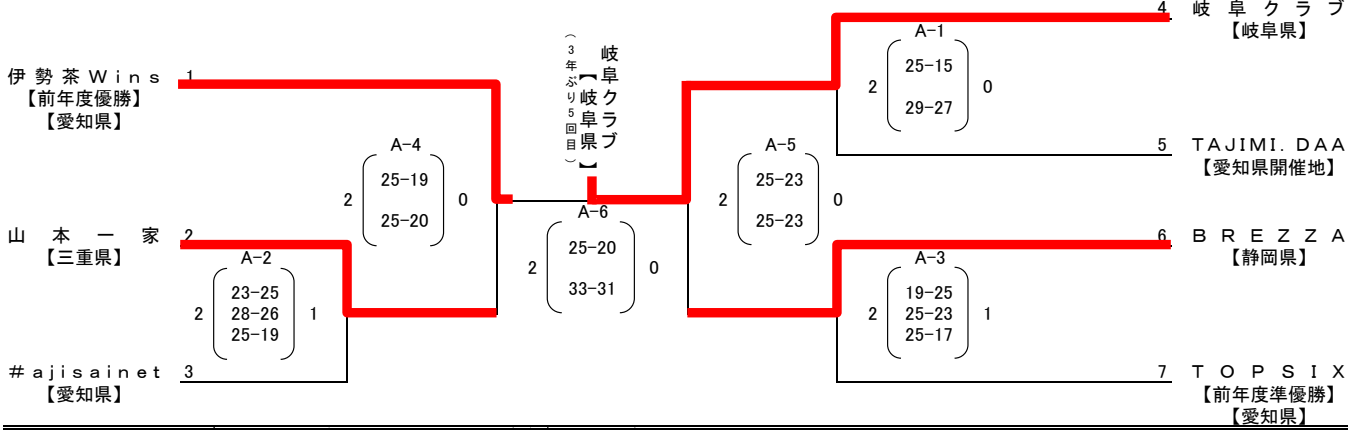 伊勢茶Wins 1
【前年度優勝】
【愛知県】
山本一家 2
【三重県】
#ajisainet 3
【愛知県】
A-2
2
23-25
28-26
25-19
1
A-4
2
25-19
25-20
0
岐阜クラブ
【岐阜県】
(3年ぶり5回目)
A-6
2
25-20
33-31
0
A-5
2
25-23
25-23
0
A-1
2
25-15
29-27
0
A-3
2
19-25
25-23
25-17
1
4 岐阜クラブ
【岐阜県】
5 TAJIMI.DAA
【愛知県開催地】
6 BREZZA
【静岡県】
7 TOPSIX
【前年度準優勝】
【愛知県】